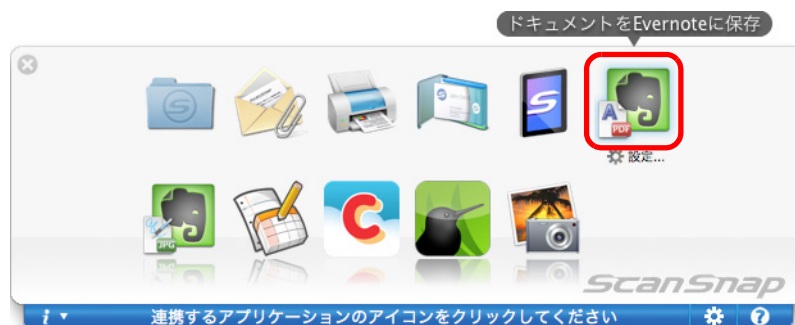 ドキュメントをEvernoteに保存
A
PDF
設定...
JPG
C
ScanSnap
i
連携するアプリケーションのアイコンをクリックしてください
?